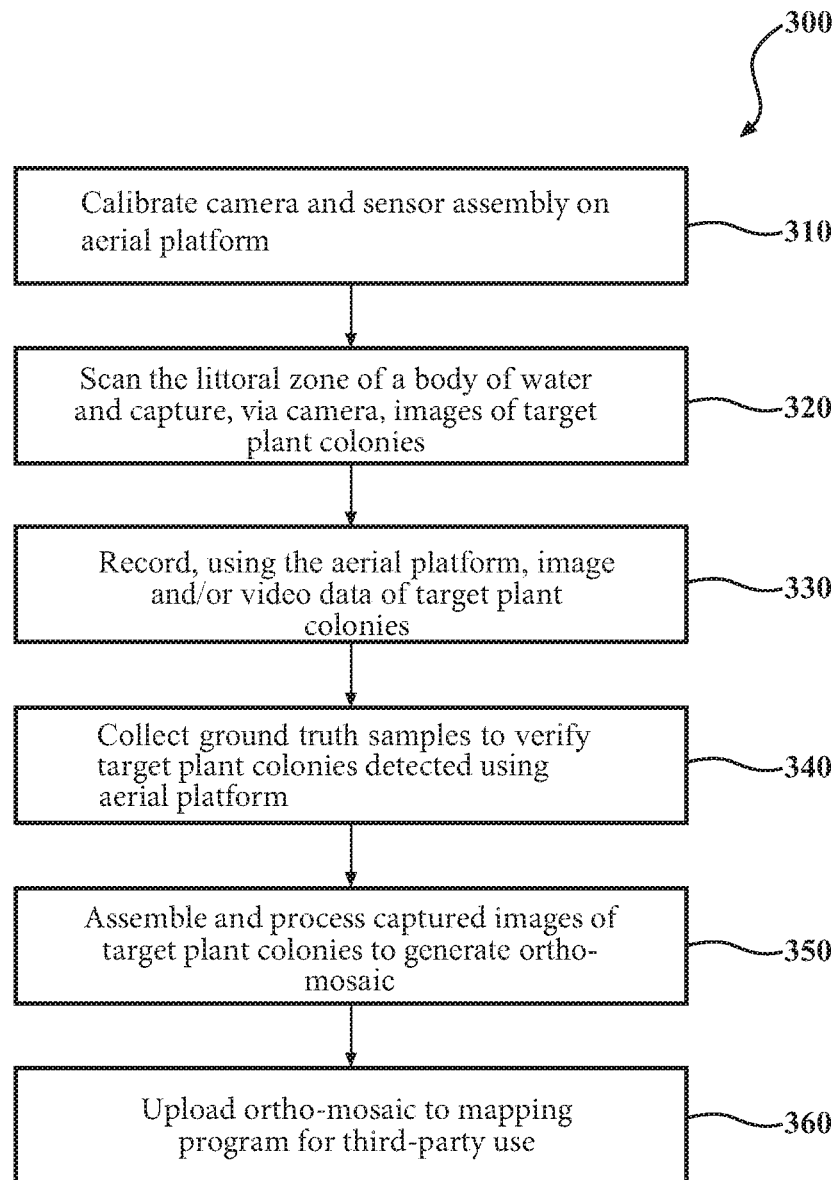 300
Calibrate camera and sensor assembly on
aerial platform
310
Scan the littoral zone of a body of water
and capture, via camera, images of target
plant colonies
320
Record, using the aerial platform, image
and/or video data of target plant
colonies
330
Collect ground truth samples to verify
target plant colonies detected using
aerial platform
340
Assemble and process captured images of
target plant colonies to generate ortho-
mosaic
350
Upload ortho-mosaic to mapping
program for third-party use
360